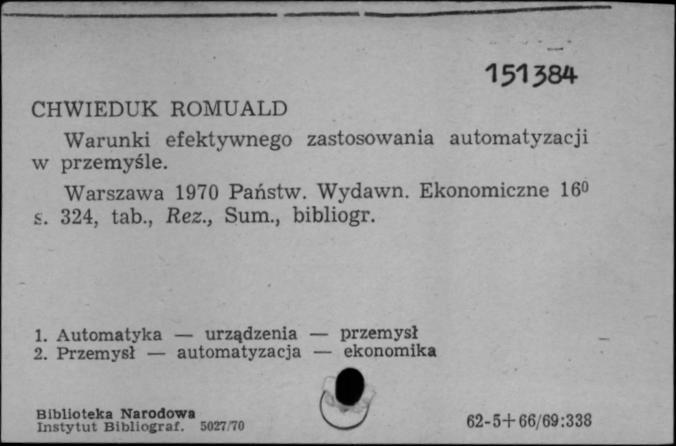 151384
CHWIEDUK ROMUALD
Warunki efektywnego zastosowania automatyzacji
w przemyśle.
Warszawa 1970 Państw. Wydawn. Ekonomiczne 16⁰
s. 324, tab., Rez., Sum., bibliogr.
1. Automatyka — urządzenia — przemysł
2. Przemysł — automatyzacja — ekonomika
Biblioteka Narodowa
Instytut Bibliograf. 5027/70
62-5+66/69:338